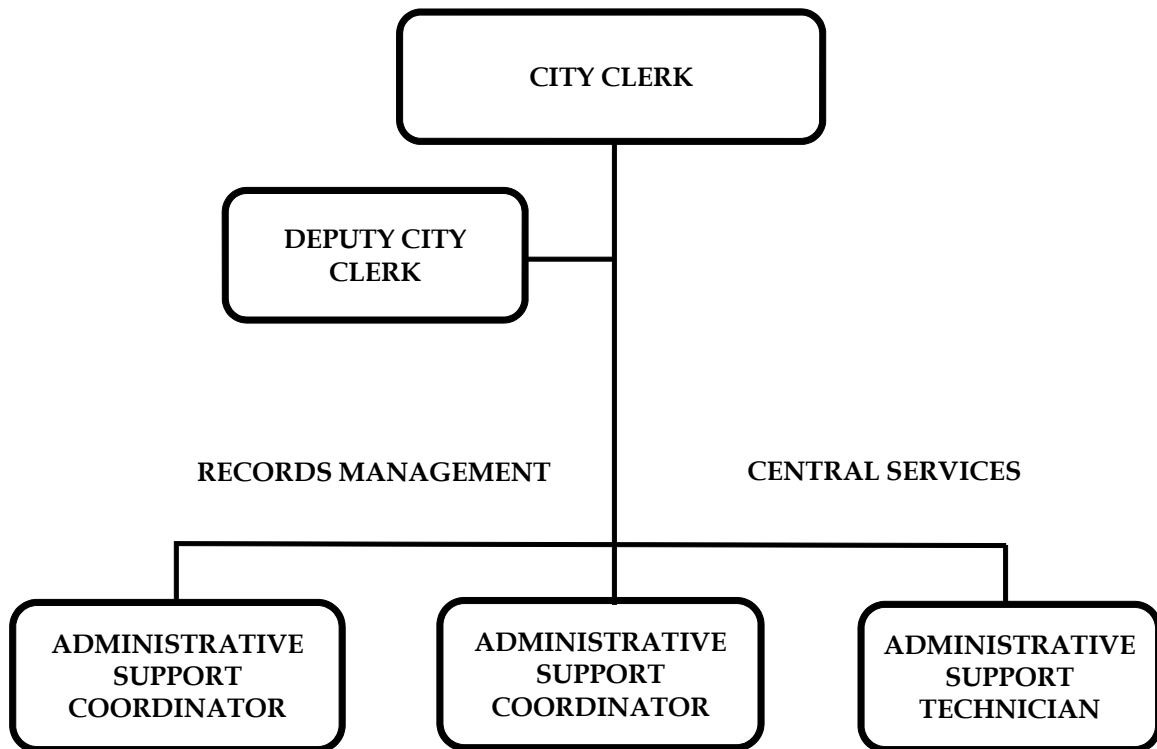 CITY CLERK
DEPUTY CITY
CLERK
RECORDS MANAGEMENT
CENTRAL SERVICES
ADMINISTRATIVE
SUPPORT
COORDINATOR
ADMINISTRATIVE
SUPPORT
COORDINATOR
ADMINISTRATIVE
SUPPORT
TECHNICIAN